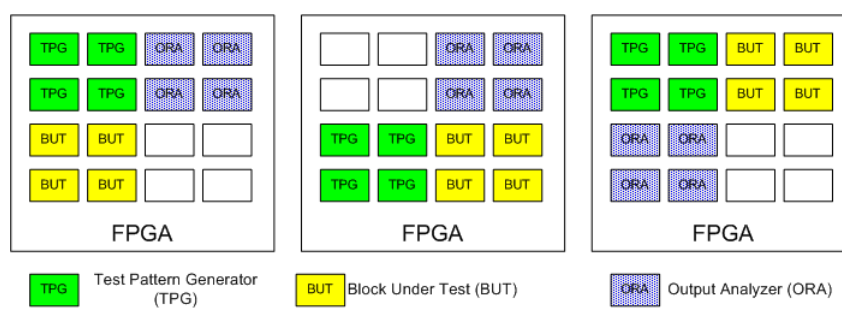 TPG TPG ORA ORA
TPG TPG ORA ORA
BUT BUT
BUT BUT
FPGA
ORA ORA
ORA ORA
TPG TPG BUT BUT
TPG TPG BUT BUT
FPGA
TPG TPG BUT BUT
TPG TPG BUT BUT
ORA ORA
ORA ORA
FPGA
TPG Test Pattern Generator
(TPG)
BUT Block Under Test (BUT)
ORA Output Analyzer (ORA)